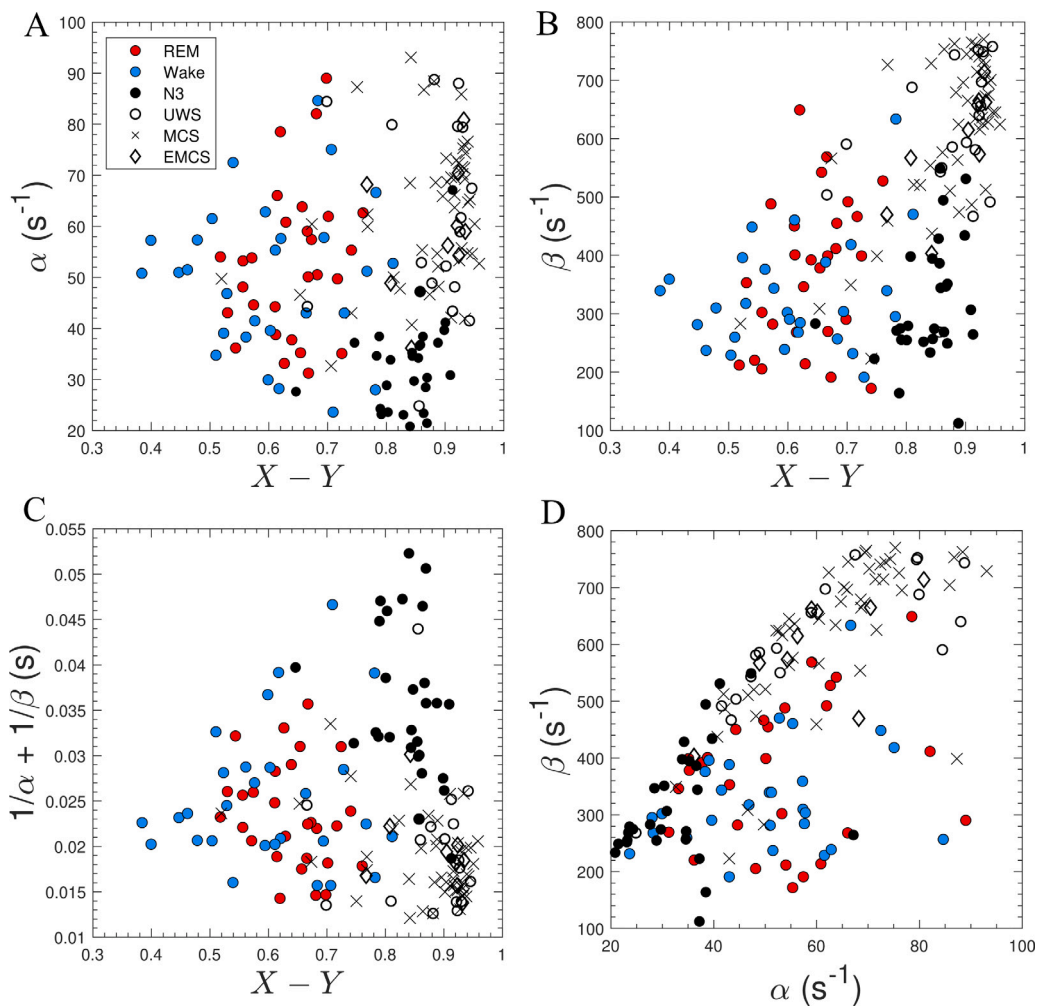 A
REM
Wake
N3
UWS
MCS
EMCS
100
90
80
70
60
50
40
30
20
α (s⁻¹)
0.3 0.4 0.5 0.6 0.7 0.8 0.9 1
X − Y
B
800
700
600
500
400
300
200
100
β (s⁻¹)
0.3 0.4 0.5 0.6 0.7 0.8 0.9 1
X − Y
C
0.055
0.05
0.045
0.04
0.035
0.03
0.025
0.02
0.015
0.01
1/α + 1/β (s)
0.3 0.4 0.5 0.6 0.7 0.8 0.9 1
X − Y
D
800
700
600
500
400
300
200
100
β (s⁻¹)
20 40 60 80 100
α (s⁻¹)